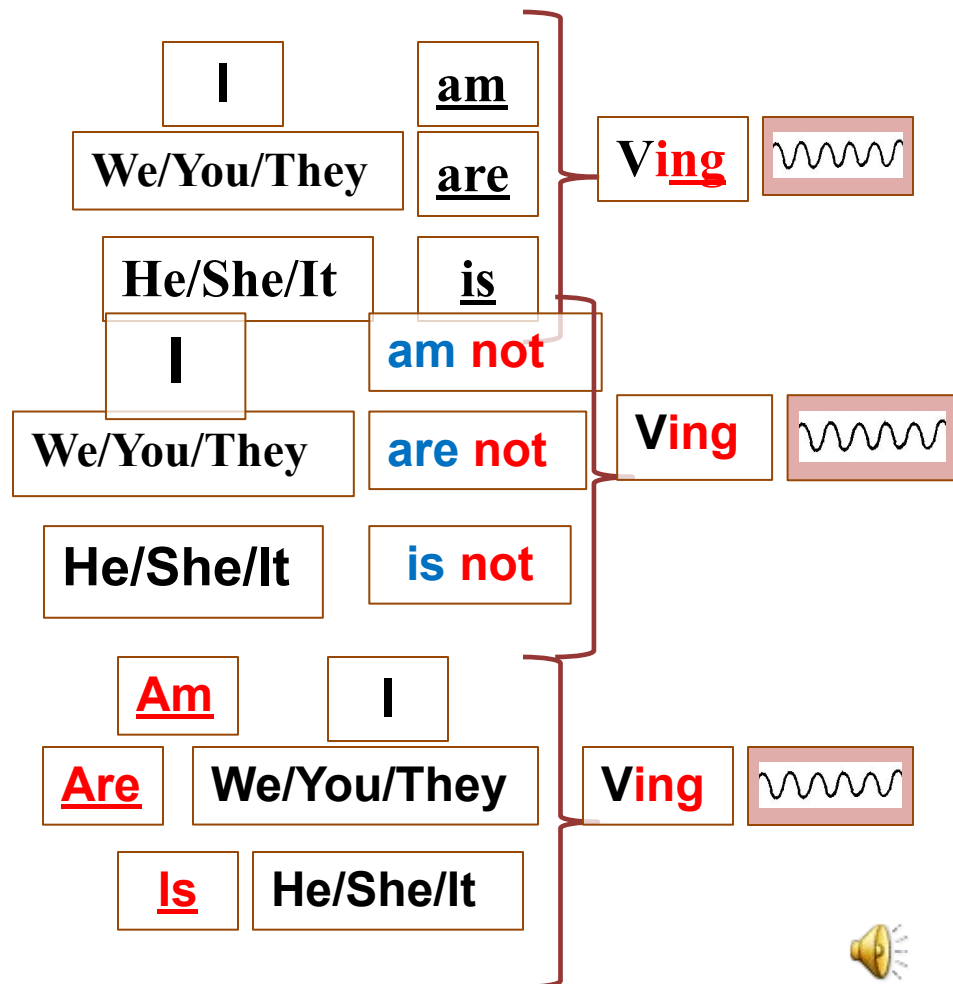 I am
We/You/They are Ving
He/She/It is
I am not
We/You/They are not Ving
He/She/It is not
Am I
Are We/You/They Ving
Is He/She/It